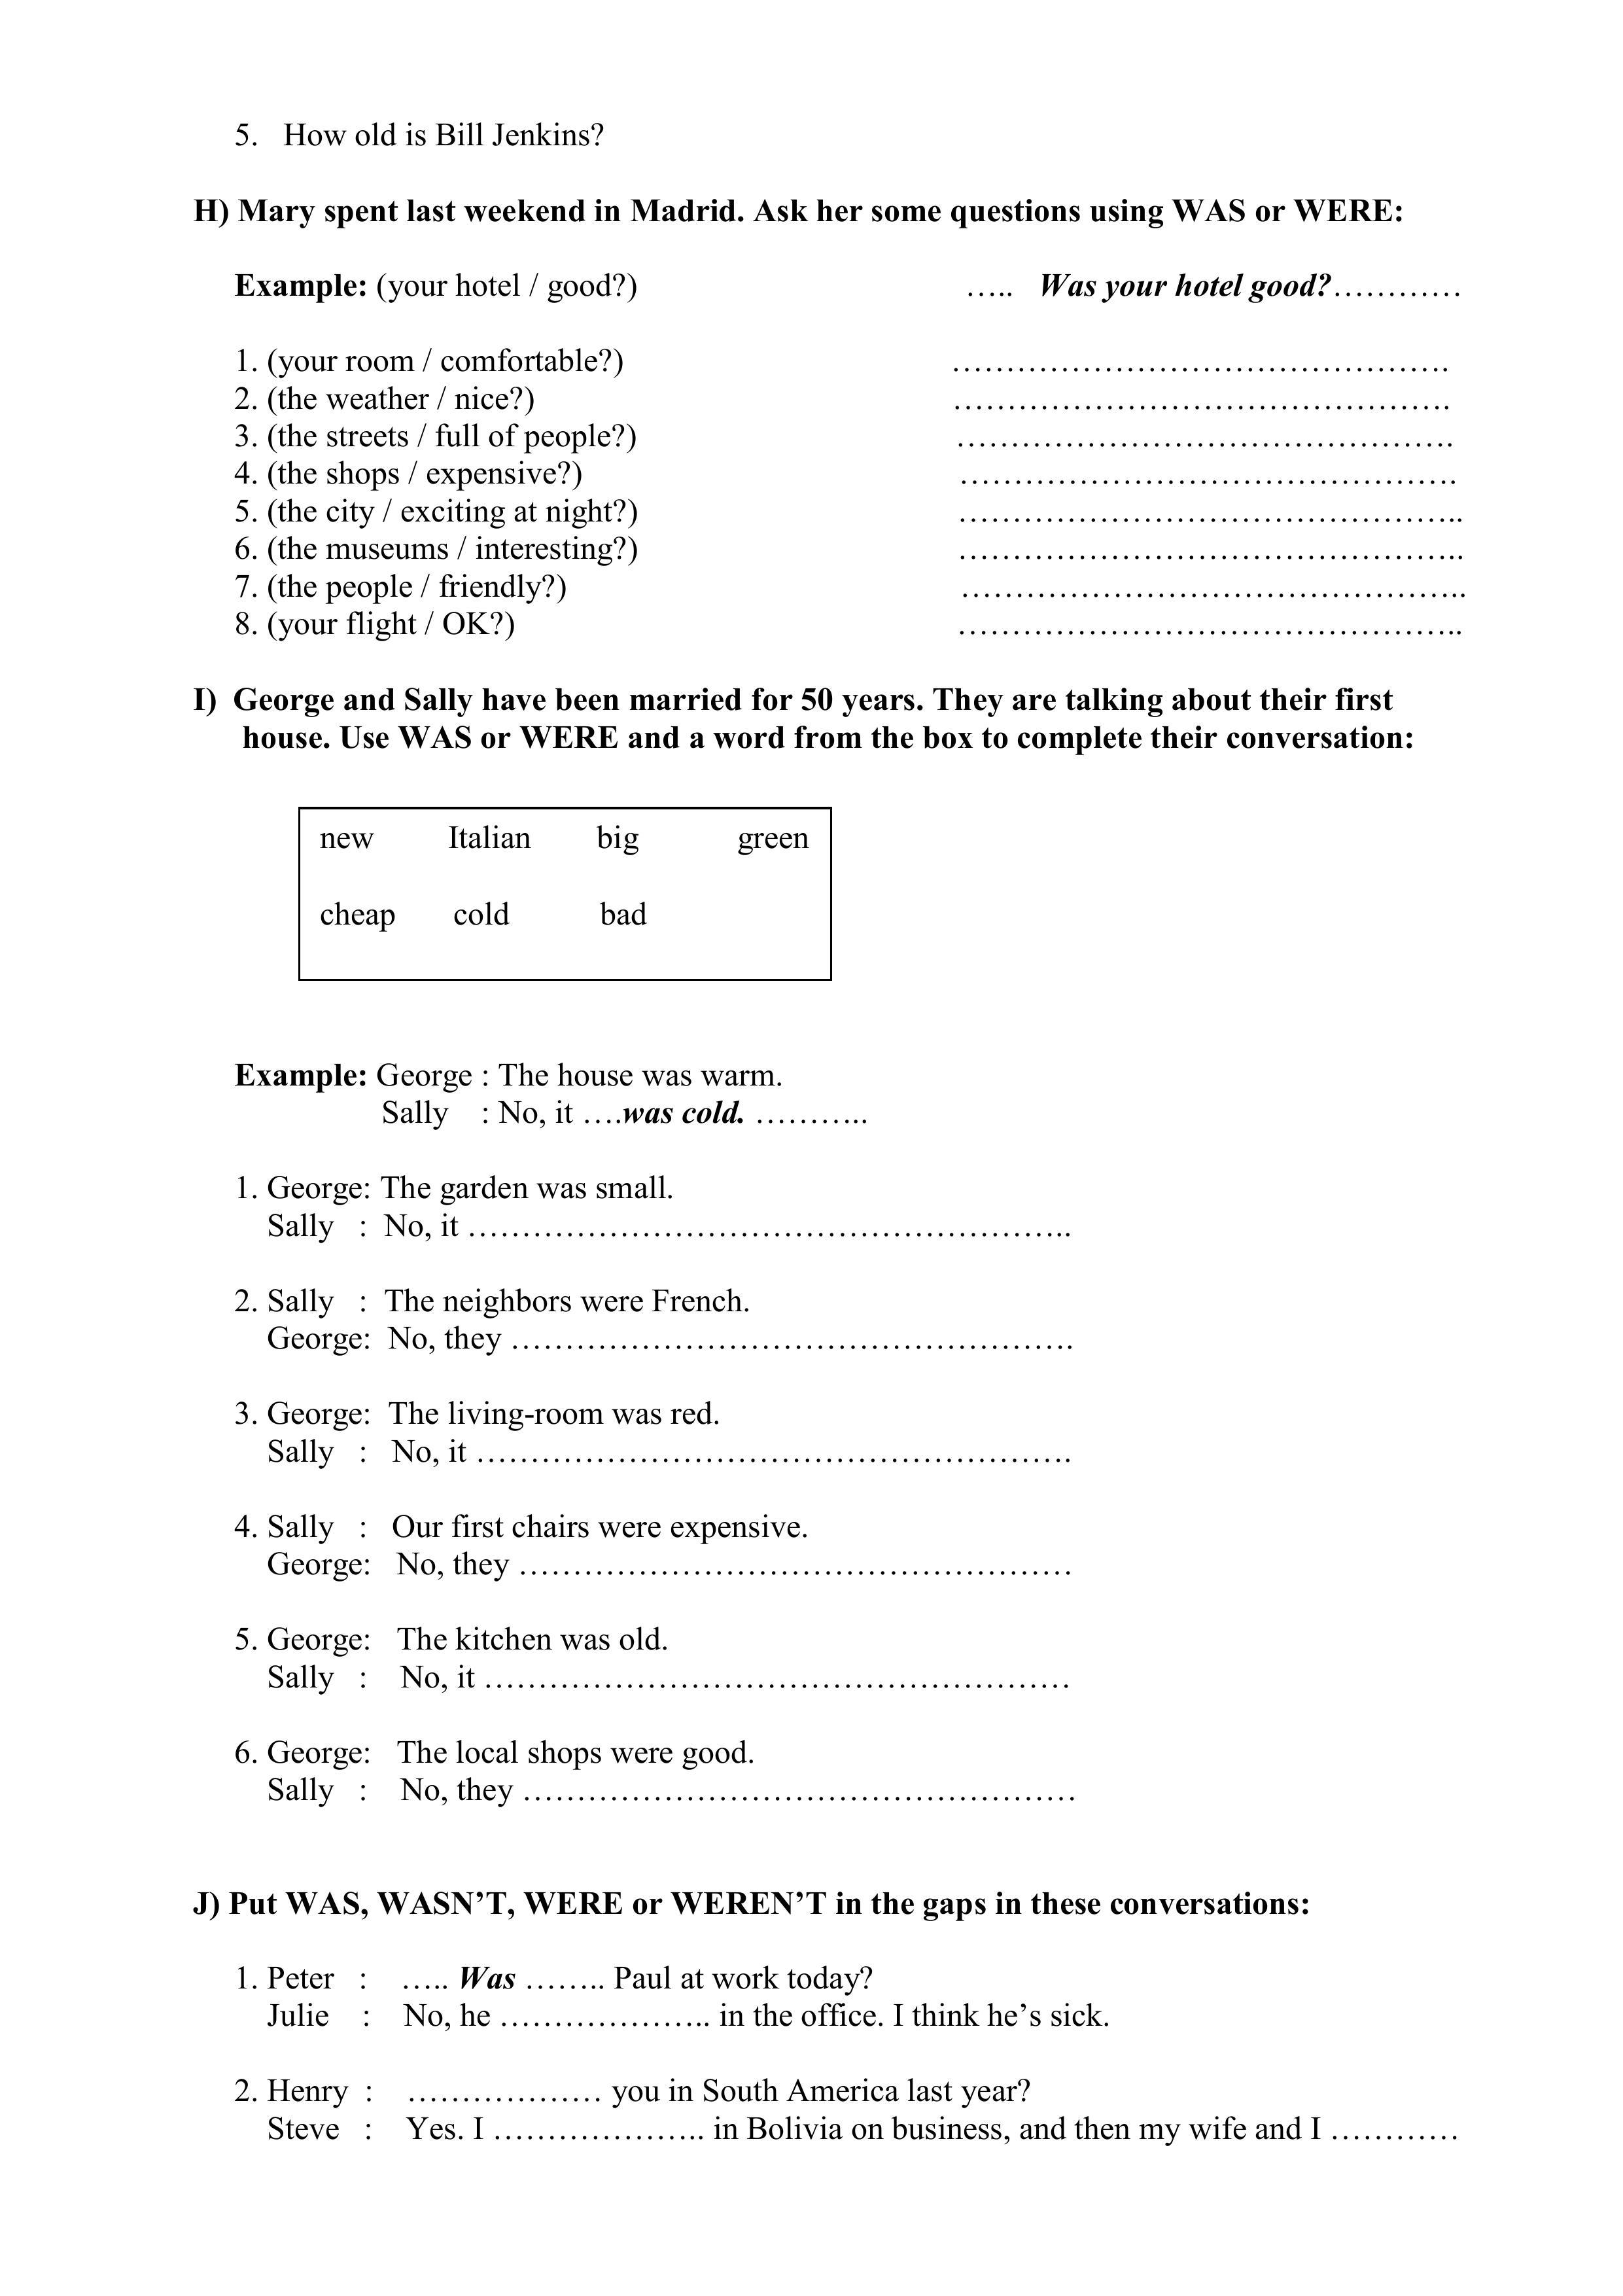 5. How old is Bill Jenkins?
H) Mary spent last weekend in Madrid. Ask her some questions using WAS or WERE:
Example: (your hotel / good?) ….. Was your hotel good?…………
1. (your room / comfortable?) ……………………………………….
2. (the weather / nice?) ……………………………………….
3. (the streets / full of people?) ……………………………………….
4. (the shops / expensive?) ……………………………………….
5. (the city / exciting at night?) ………………………………………..
6. (the museums / interesting?) ………………………………………..
7. (the people / friendly?) ………………………………………..
8. (your flight / OK?) ………………………………………..
I) George and Sally have been married for 50 years. They are talking about their first
house. Use WAS or WERE and a word from the box to complete their conversation:
new Italian big green
cheap cold bad
Example: George : The house was warm.
Sally : No, it ….was cold. ………..
1. George: The garden was small.
Sally : No, it ………………………………………………..
2. Sally : The neighbors were French.
George: No, they …………………………………………….
3. George: The living-room was red.
Sally : No, it ……………………………………………….
4. Sally : Our first chairs were expensive.
George: No, they ……………………………………………
5. George: The kitchen was old.
Sally : No, it ………………………………………………
6. George: The local shops were good.
Sally : No, they ……………………………………………
J) Put WAS, WASN’T, WERE or WEREN’T in the gaps in these conversations:
1. Peter : ….. Was …….. Paul at work today?
Julie : No, he ……………….. in the office. I think he’s sick.
2. Henry : ……………… you in South America last year?
Steve : Yes. I ……………….. in Bolivia on business, and then my wife and I …………